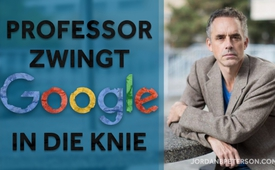 PROFESSOR
ZWINGT
Google
IN DIE KNIE
JORDANBPETERSON.COM